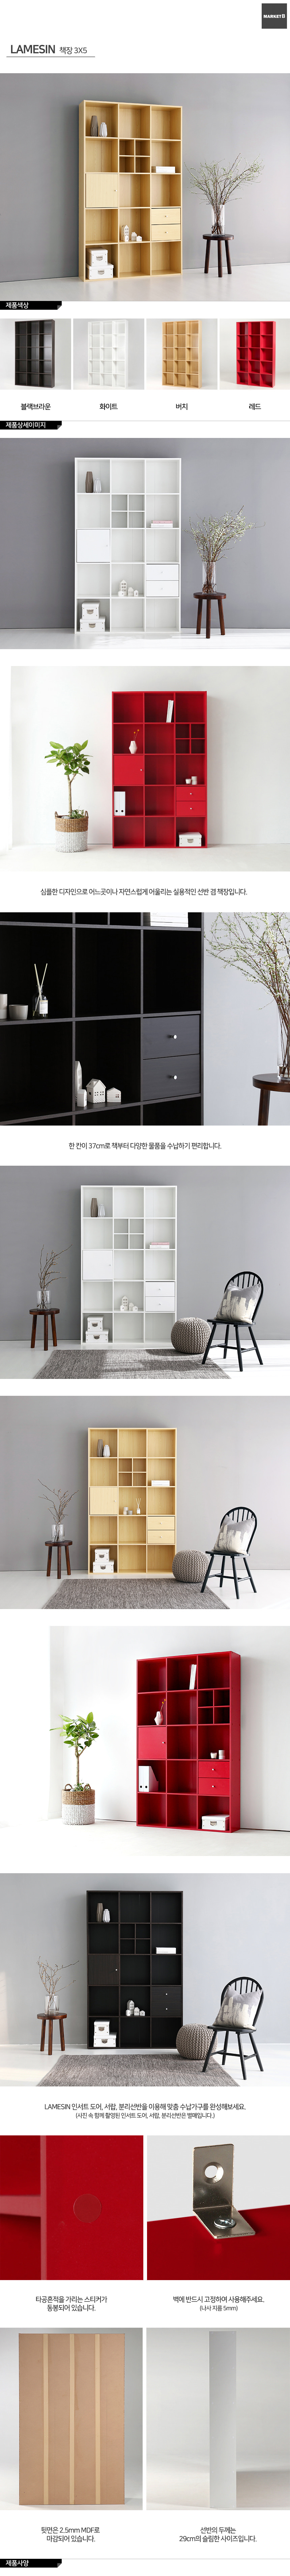 MARKET B
LAMESIN 책장 3X5
제품색상
블랙브라운
화이트
버지
레드
제품상세이미지
심플한 디자인으로 어느곳이나 자연스럽게 어울리는 실용적인 선반 겸 책장입니다.
한 칸이 37cm로 책부터 다양한 물품을 수납하기 편리합니다.
LAMESIN 인서트 도어, 서랍, 분리선반을 이용해 맞춤 수납가구를 완성해보세요.
(사진 속 함께 촬영된 인서트 도어, 서랍, 분리선반은 별매입니다.)
타공흔적을 가리는 스티커가
동봉되어 있습니다.
벽에 반드시 고정하여 사용해주세요.
(나사 지름 5mm)
뒷면은 2.5mm MDF로
마감되어 있습니다.
선반의 두께는
29cm의 슬림한 사이즈입니다.
제품사양